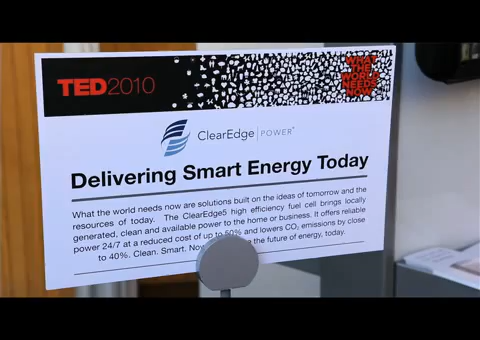 TED2010
WHAT
THE
WORLD
NEEDS
NOW
ClearEdge | POWER
Delivering Smart Energy Today
What the world needs now are solutions built on the ideas of tomorrow and the
resources of today. The ClearEdge5 high efficiency fuel cell brings locally
generated, clean and available power to the home or business. It offers reliable
power 24/7 at a reduced cost of up to 50% and lowers CO₂ emissions by close
to 40%. Clean. Smart. Now the future of energy, today.